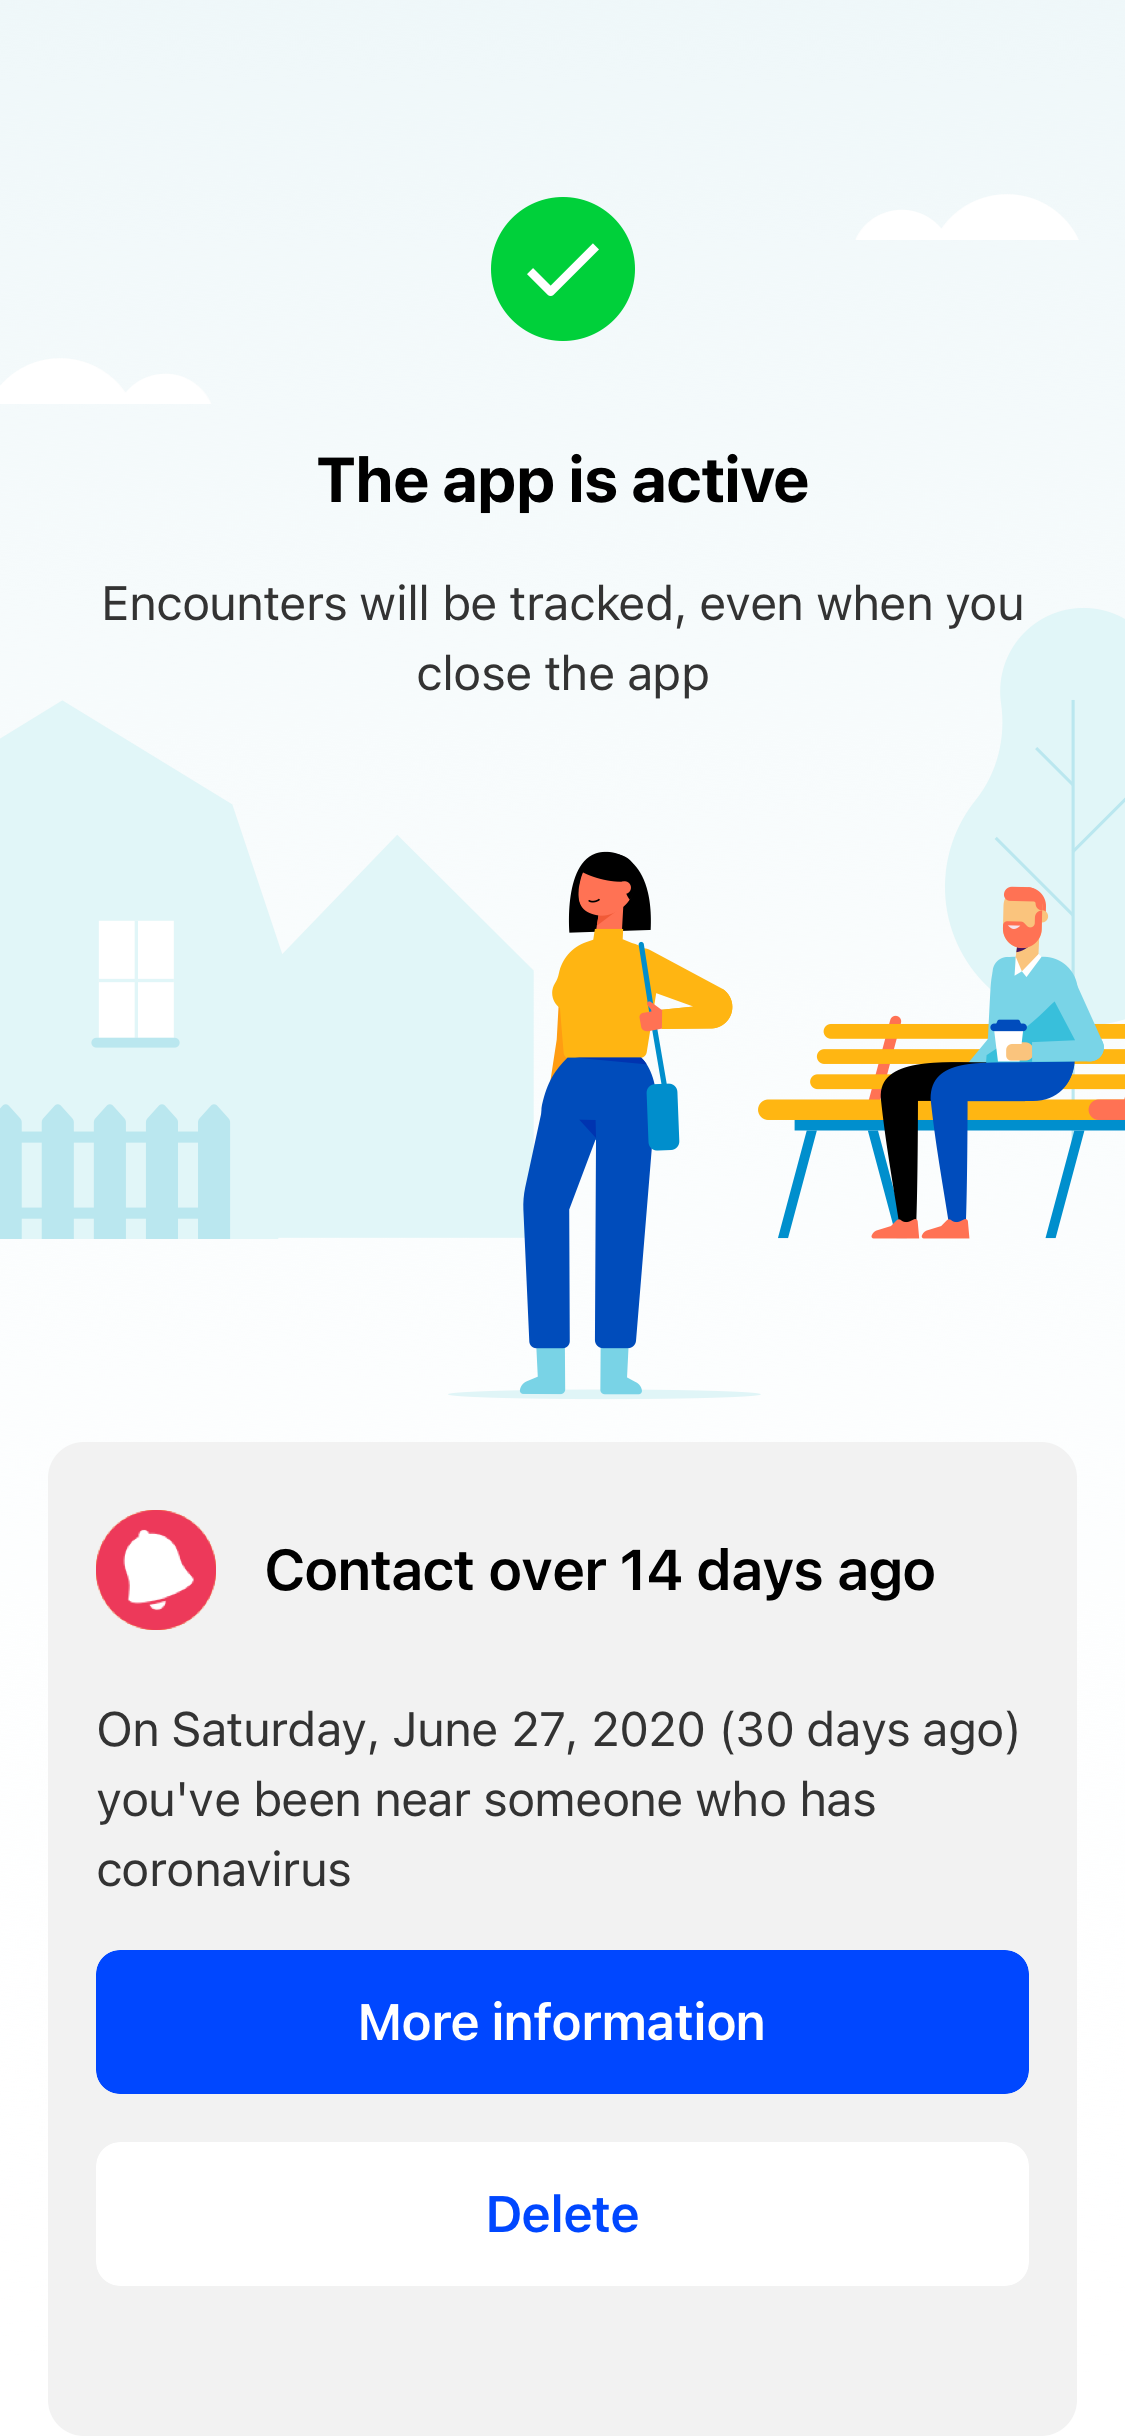 The app is active
Encounters will be tracked, even when you
close the app
Contact over 14 days ago
On Saturday, June 27, 2020 (30 days ago)
you've been near someone who has
coronavirus
More information
Delete